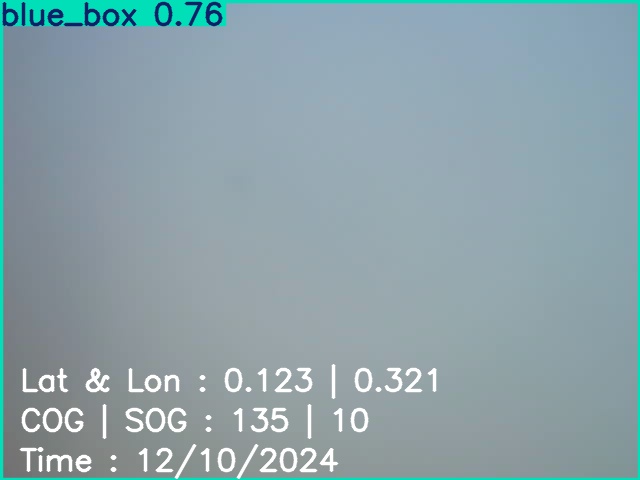 blue_box 0.76
Lat & Lon : 0.123 | 0.321
COG | SOG : 135 | 10
Time : 12/10/2024